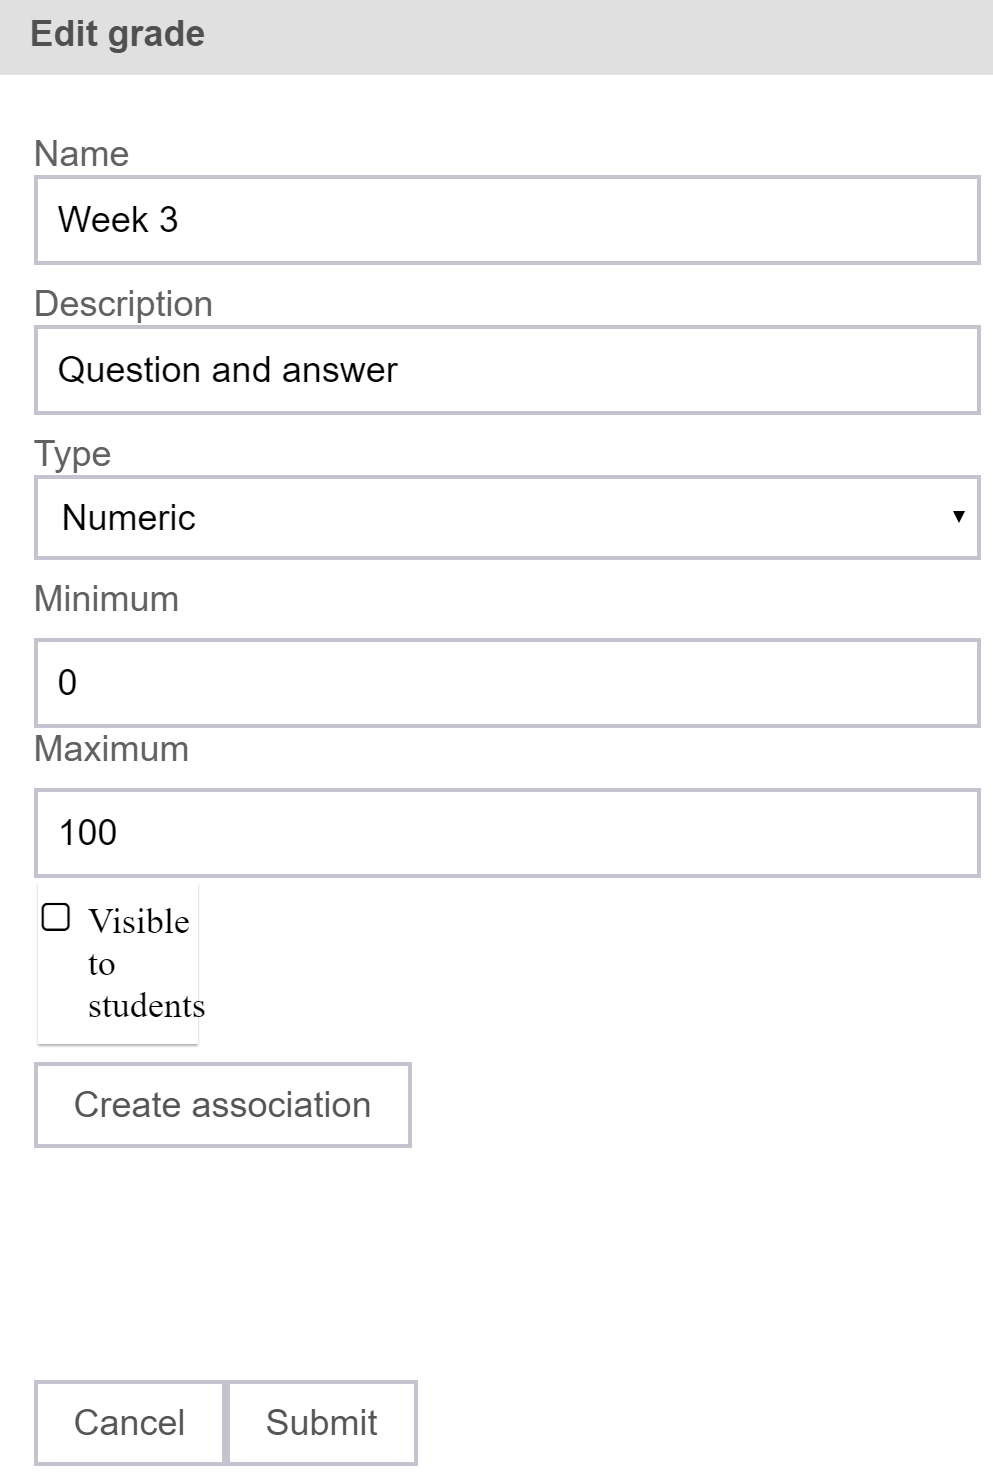 Edit grade
Name
Week 3
Description
Question and answer
Type
Numeric
Minimum
0
Maximum
100
Visible
to
students
Create association
Cancel Submit